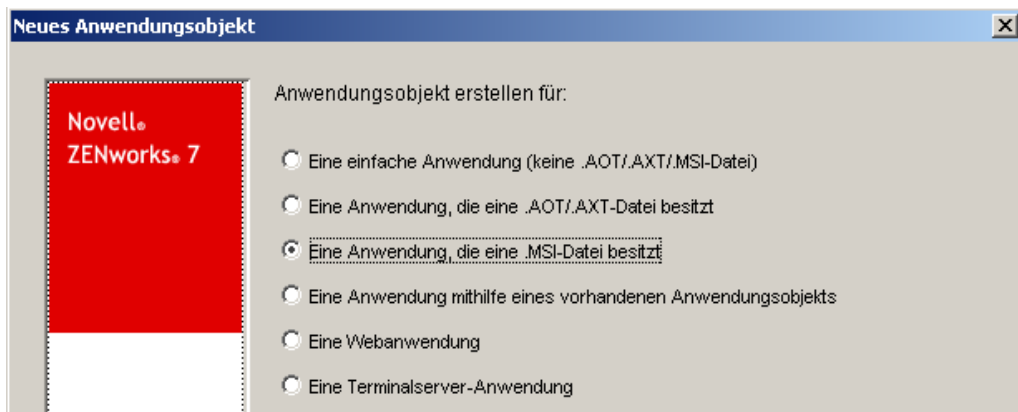 Neues Anwendungsobjekt
Anwendungsobjekt erstellen für:
Novell®
ZENworks® 7
Eine einfache Anwendung (keine .AOT/.AXT/.MSI-Datei)
Eine Anwendung, die eine .AOT/.AXT-Datei besitzt
Eine Anwendung, die eine .MSI-Datei besitzt
Eine Anwendung mithilfe eines vorhandenen Anwendungsobjekts
Eine Webanwendung
Eine Terminalserver-Anwendung